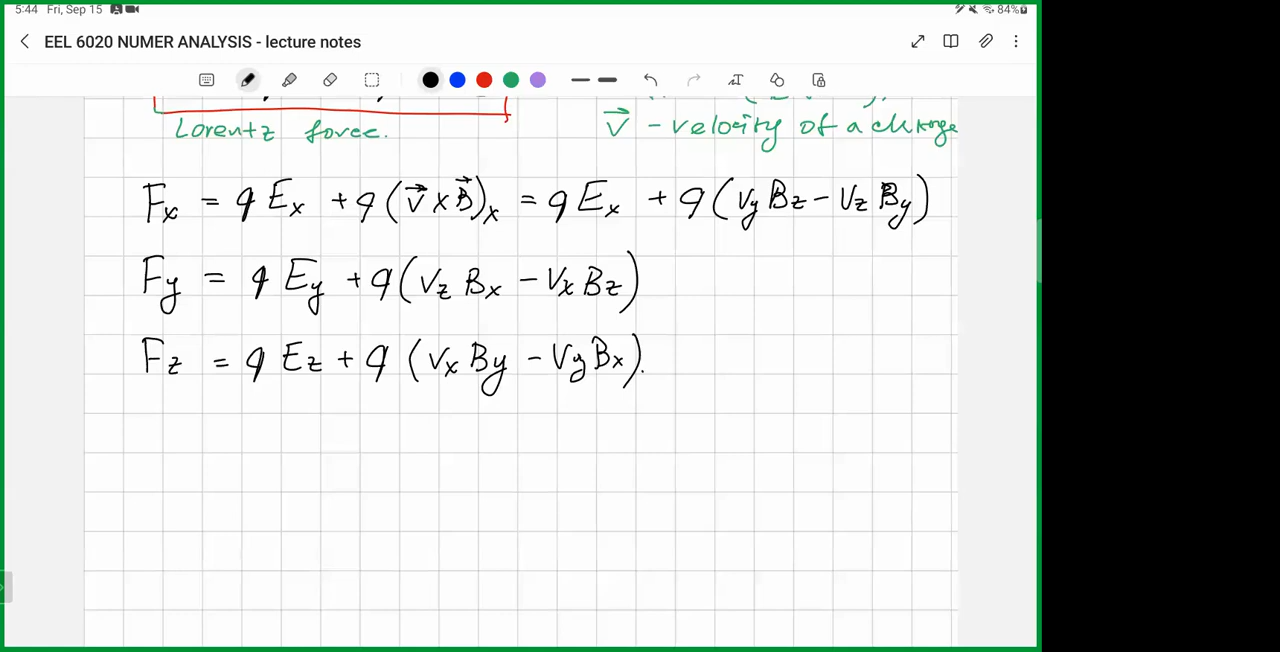 5:44 Fri, Sep 15 84%
EEL 6020 NUMER ANALYSIS - lecture notes
Lorentz force.
v⃗ - velocity of a charge
Fx = q Ex + q (v⃗ x B⃗)x = q Ex + q (Vy Bz - Vz By)
Fy = q Ey + q (Vz Bx - Vx Bz)
Fz = q Ez + q (Vx By - Vy Bx).